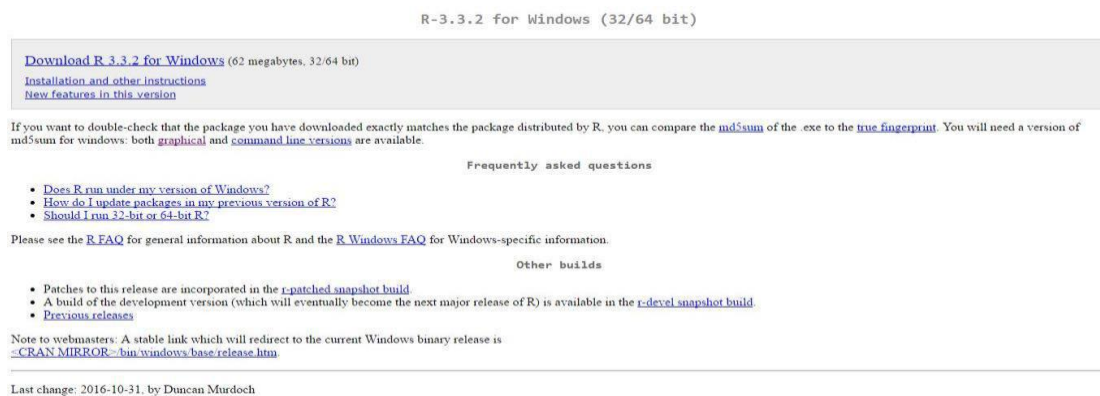 R-3.3.2 for Windows (32/64 bit)
Download R 3.3.2 for Windows (62 megabytes, 32/64 bit)
Installation and other instructions
New features in this version
If you want to double-check that the package you have downloaded exactly matches the package distributed by R, you can compare the md5sum of the .exe to the true fingerprint. You will need a version of
md5sum for windows: both graphical and command line versions are available.
Frequently asked questions
• Does R run under my version of Windows?
• How do I update packages in my previous version of R?
• Should I run 32-bit or 64-bit R?
Please see the R FAQ for general information about R and the R Windows FAQ for Windows-specific information.
Other builds
• Patches to this release are incorporated in the r-patched snapshot build.
• A build of the development version (which will eventually become the next major release of R) is available in the r-devel snapshot build.
• Previous releases
Note to webmasters: A stable link which will redirect to the current Windows binary release is
<CRAN MIRROR>/bin/windows/base/release.htm.
Last change: 2016-10-31, by Duncan Murdoch